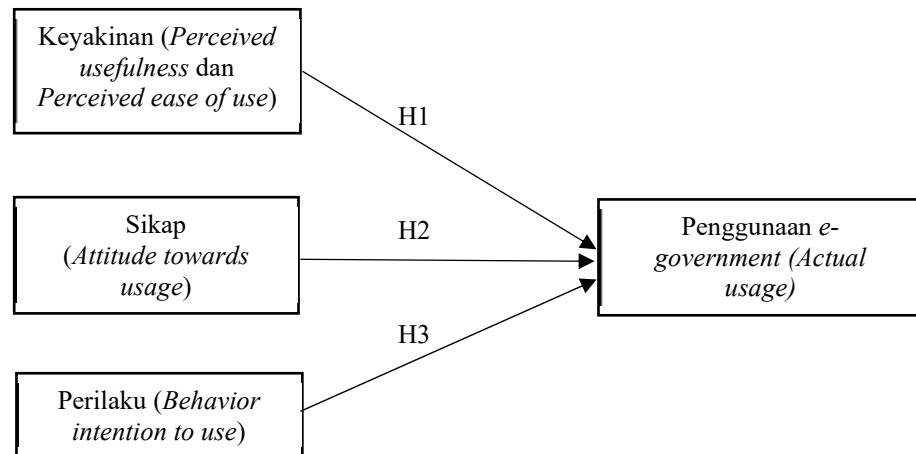 Keyakinan (Perceived
usefulness dan
Perceived ease of use)
H1
Sikap
(Attitude towards
usage)
H2
Penggunaan e-
government (Actual
usage)
H3
Perilaku (Behavior
intention to use)